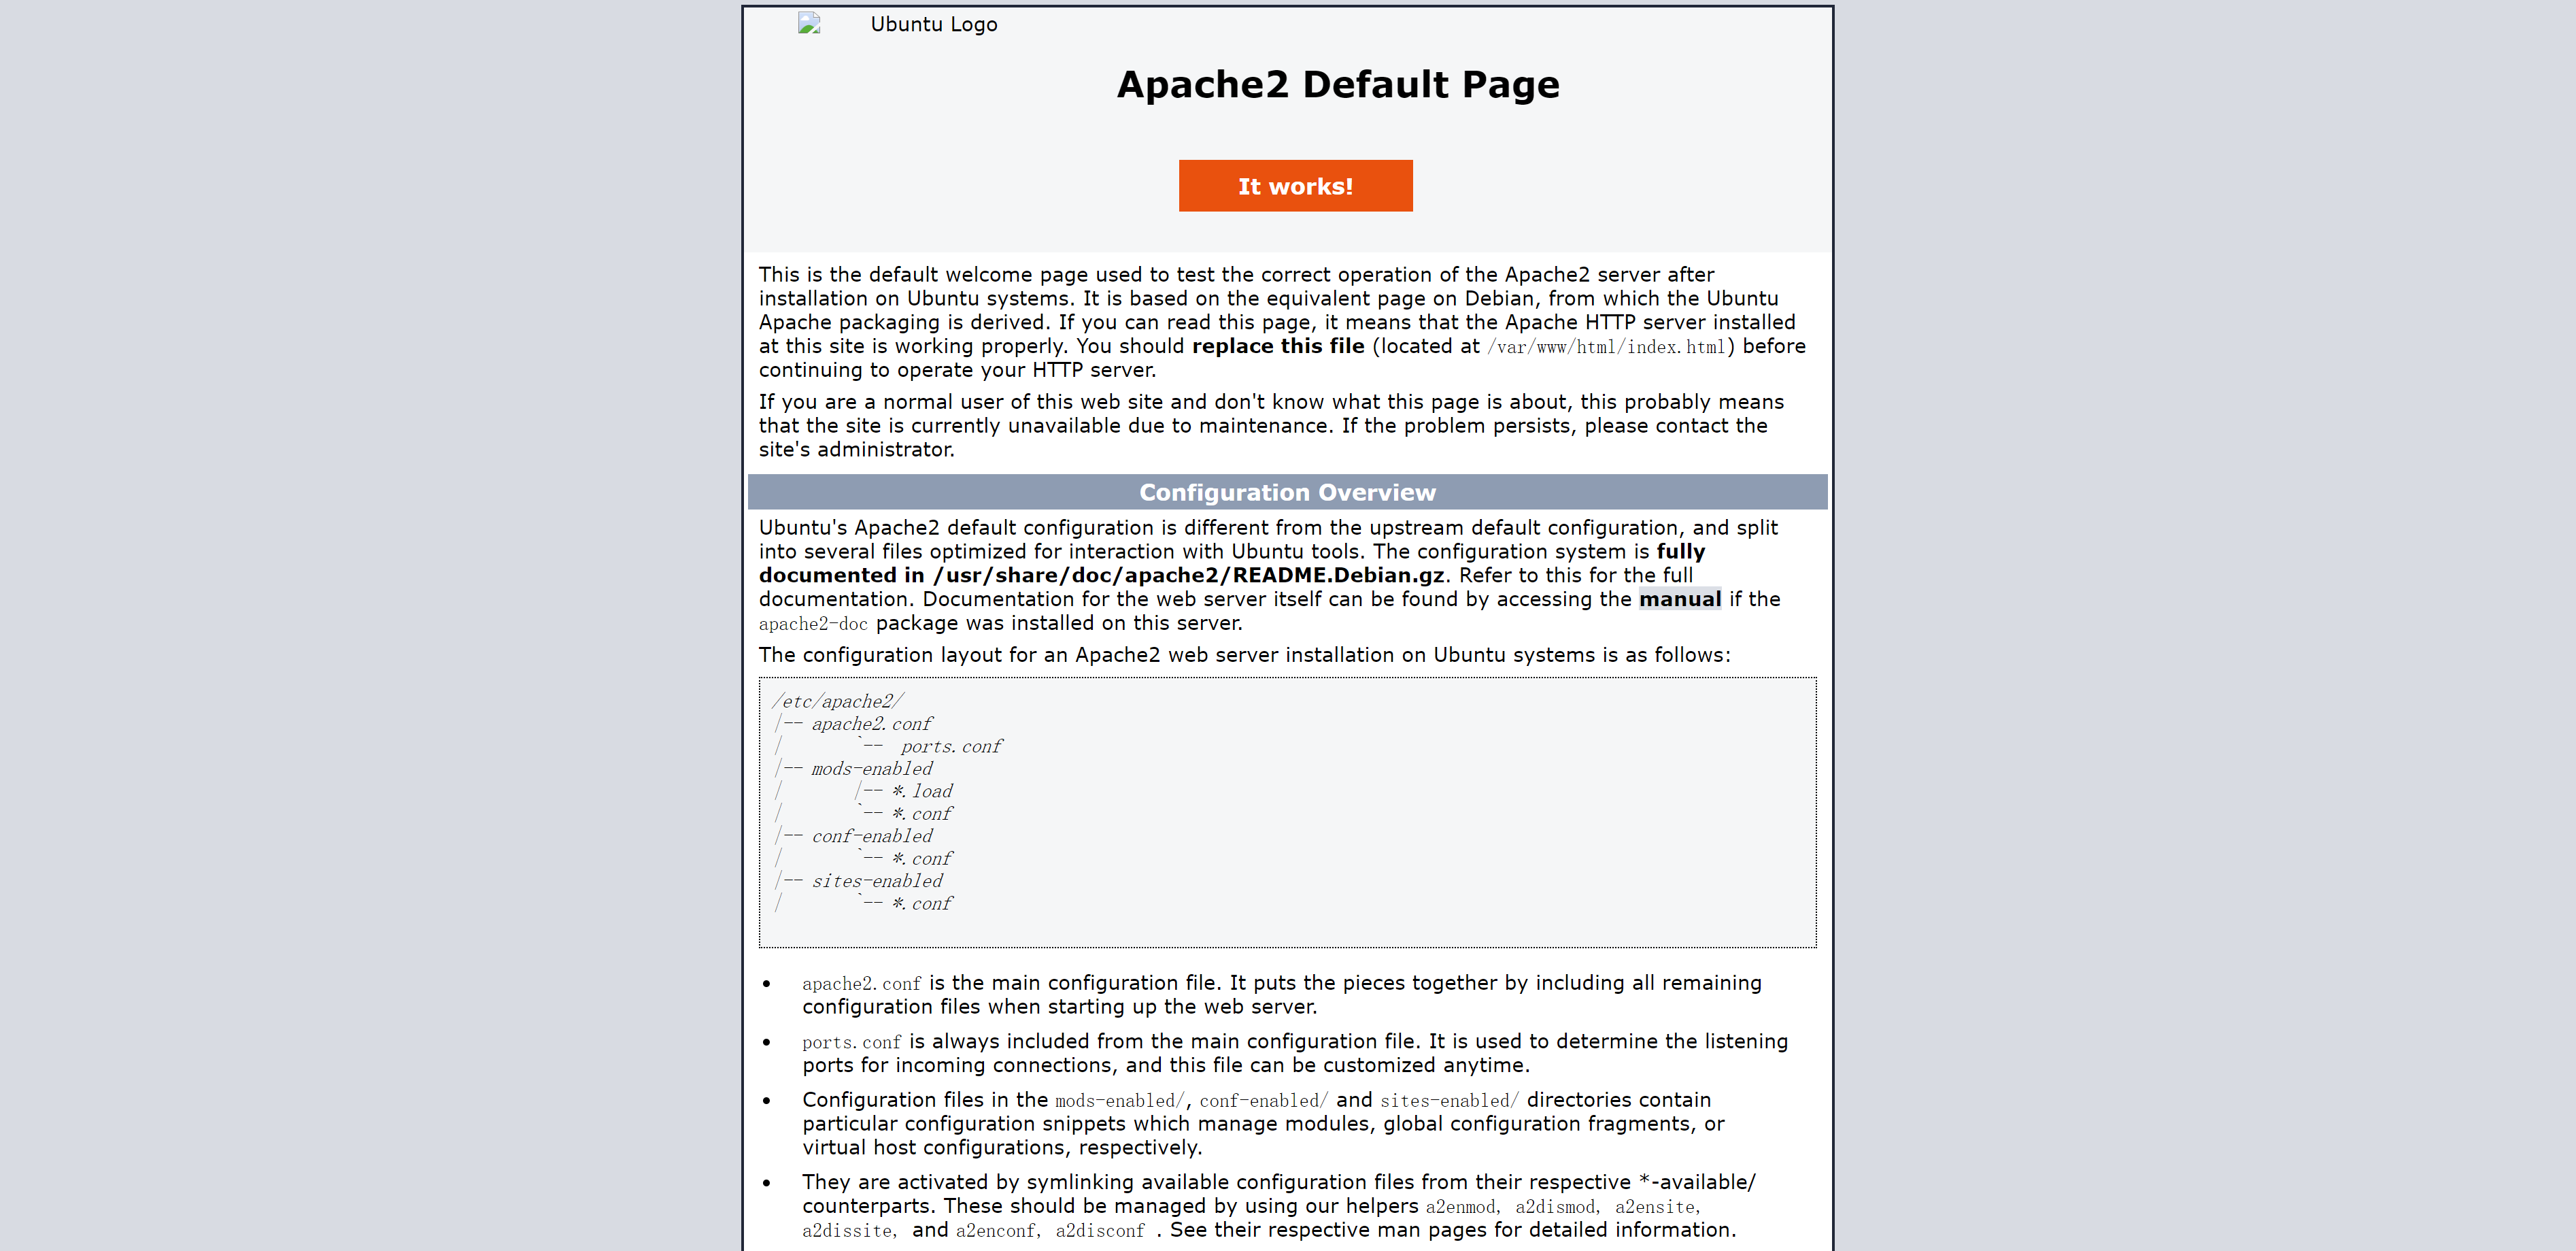 Ubuntu Logo
Apache2 Default Page
It works!
This is the default welcome page used to test the correct operation of the Apache2 server after
installation on Ubuntu systems. It is based on the equivalent page on Debian, from which the Ubuntu
Apache packaging is derived. If you can read this page, it means that the Apache HTTP server installed
at this site is working properly. You should replace this file (located at /var/www/html/index.html) before
continuing to operate your HTTP server.
If you are a normal user of this web site and don't know what this page is about, this probably means
that the site is currently unavailable due to maintenance. If the problem persists, please contact the
site's administrator.
Configuration Overview
Ubuntu's Apache2 default configuration is different from the upstream default configuration, and split
into several files optimized for interaction with Ubuntu tools. The configuration system is fully
documented in /usr/share/doc/apache2/README.Debian.gz. Refer to this for the full
documentation. Documentation for the web server itself can be found by accessing the manual if the
apache2-doc package was installed on this server.
The configuration layout for an Apache2 web server installation on Ubuntu systems is as follows:
/etc/apache2/
|-- apache2.conf
|       `--  ports.conf
|-- mods-enabled
|       |-- *.load
|       `-- *.conf
|-- conf-enabled
|       `-- *.conf
|-- sites-enabled
|       `-- *.conf
• apache2.conf is the main configuration file. It puts the pieces together by including all remaining
configuration files when starting up the web server.
• ports.conf is always included from the main configuration file. It is used to determine the listening
ports for incoming connections, and this file can be customized anytime.
• Configuration files in the mods-enabled/, conf-enabled/ and sites-enabled/ directories contain
particular configuration snippets which manage modules, global configuration fragments, or
virtual host configurations, respectively.
• They are activated by symlinking available configuration files from their respective *-available/
counterparts. These should be managed by using our helpers a2enmod, a2dismod, a2ensite,
a2dissite, and a2enconf, a2disconf . See their respective man pages for detailed information.